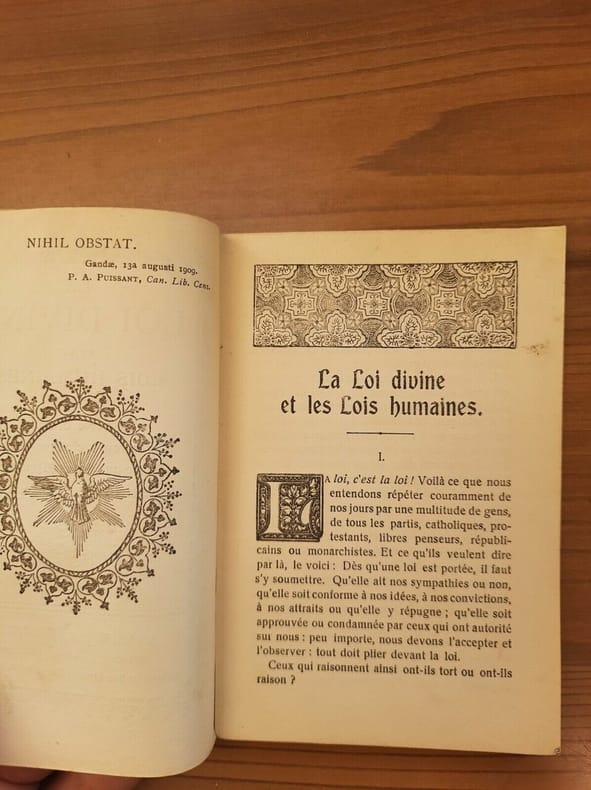 NIHIL OBSTAT.
Gandæ, 13a augusti 1909.
P. A. PUISSANT, Can. Lib. Cens.
La Loi divine
et les Lois humaines.
I.
LA loi, c'est la loi ! Voilà ce que nous
entendons répéter couramment de
nos jours par une multitude de gens,
de tous les partis, catholiques, pro-
testants, libres penseurs, républi-
cains ou monarchistes. Et ce qu'ils veulent dire
par là, le voici : Dès qu'une loi est portée, il faut
s'y soumettre. Qu'elle ait nos sympathies ou non,
qu'elle soit conforme à nos idées, à nos convictions,
à nos attraits ou qu'elle y répugne ; qu'elle soit
approuvée ou condamnée par ceux qui ont autorité
sur nous : peu importe, nous devons l'accepter et
l'observer : tout doit plier devant la loi.
Ceux qui raisonnent ainsi ont-ils tort ou ont-ils
raison ?